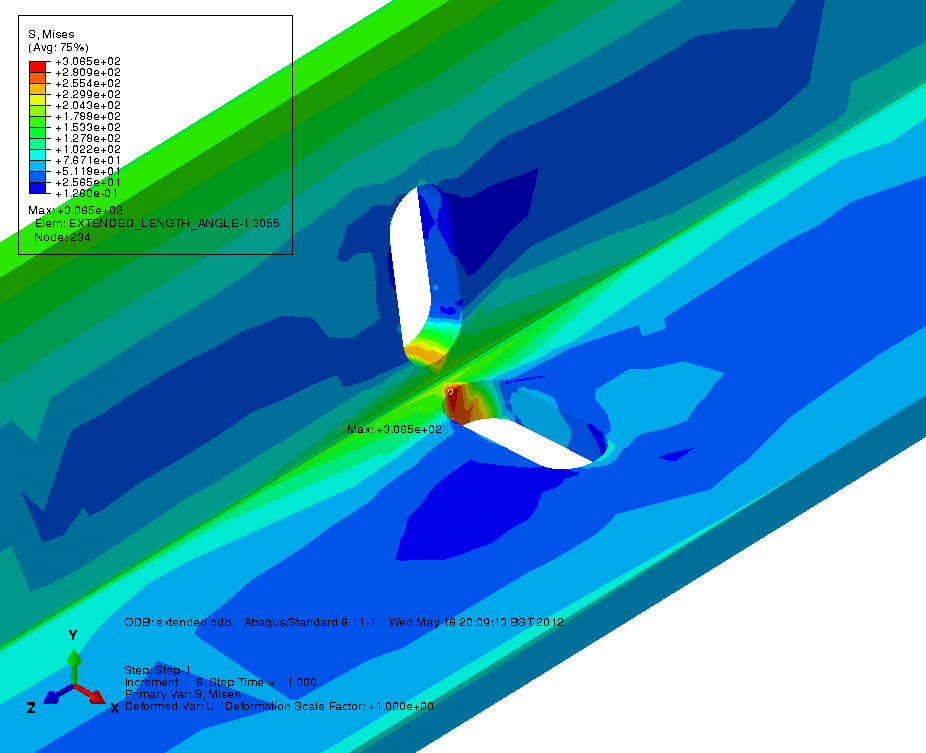 S, Mises
(Avg: 75%)
+3.065e+02
+2.809e+02
+2.554e+02
+2.299e+02
+2.043e+02
+1.788e+02
+1.533e+02
+1.278e+02
+1.022e+02
+7.671e+01
+5.118e+01
+2.565e+01
+1.260e-01
Max: +3.065e+02
Elem: EXTENDED_LENGTH_ANGLE-1.3055
Node: 234
Max: +3.065e+02
ODB: extended.odb Abaqus/Standard 6.11-1 Wed May 16 20:09:13 BST 2012
Y
Z
X
Step: Step-1
Increment 9: Step Time = 1.000
Primary Var: S, Mises
Deformed Var: U Deformation Scale Factor: +1.000e+00